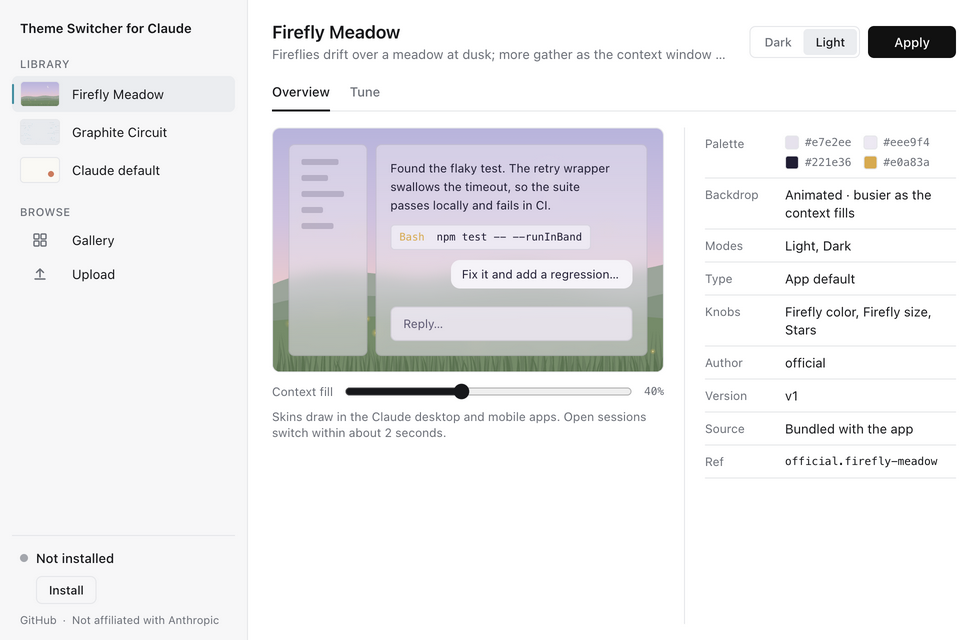 Theme Switcher for Claude
LIBRARY
Firefly Meadow
Graphite Circuit
Claude default
BROWSE
Gallery
Upload
Not installed
Install
GitHub · Not affiliated with Anthropic
Firefly Meadow
Fireflies drift over a meadow at dusk; more gather as the context window ...
Dark
Light
Apply
Overview
Tune
Found the flaky test. The retry wrapper
swallows the timeout, so the suite
passes locally and fails in CI.
Bash npm test -- --runInBand
Fix it and add a regression...
Reply...
Context fill
40%
Skins draw in the Claude desktop and mobile apps. Open sessions
switch within about 2 seconds.
Palette
#e7e2ee
#eee9f4
#221e36
#e0a83a
Backdrop
Animated · busier as the
context fills
Modes
Light, Dark
Type
App default
Knobs
Firefly color, Firefly size,
Stars
Author
official
Version
v1
Source
Bundled with the app
Ref
official.firefly-meadow